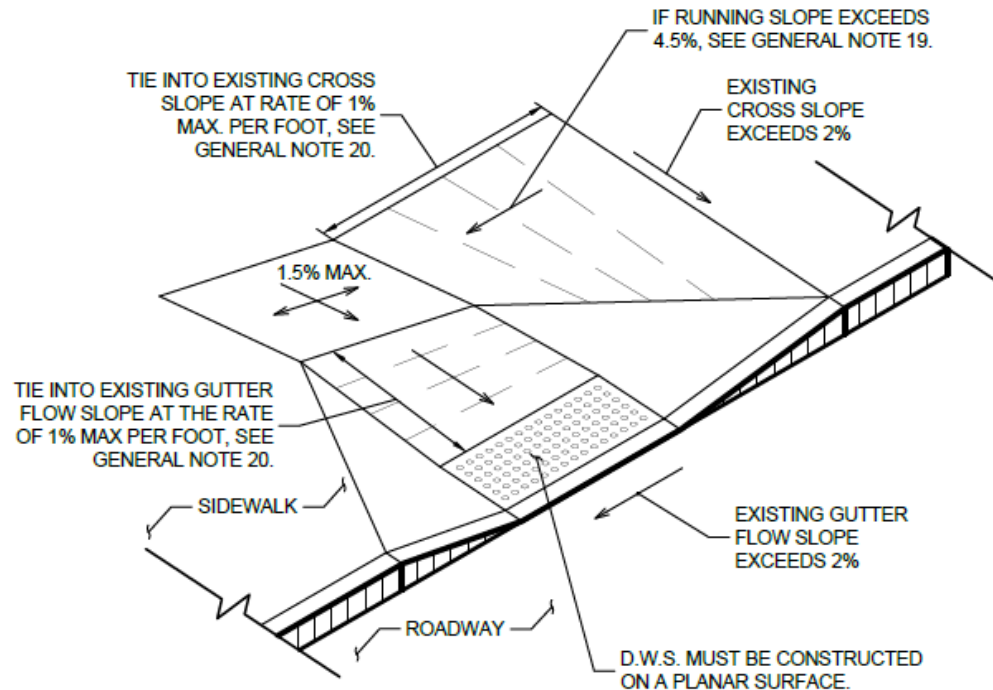 IF RUNNING SLOPE EXCEEDS
4.5%, SEE GENERAL NOTE 19.
TIE INTO EXISTING CROSS
SLOPE AT RATE OF 1%
MAX. PER FOOT, SEE
GENERAL NOTE 20.
EXISTING
CROSS SLOPE
EXCEEDS 2%
1.5% MAX.
TIE INTO EXISTING GUTTER
FLOW SLOPE AT THE RATE
OF 1% MAX PER FOOT, SEE
GENERAL NOTE 20.
SIDEWALK
EXISTING GUTTER
FLOW SLOPE
EXCEEDS 2%
ROADWAY
D.W.S. MUST BE CONSTRUCTED
ON A PLANAR SURFACE.